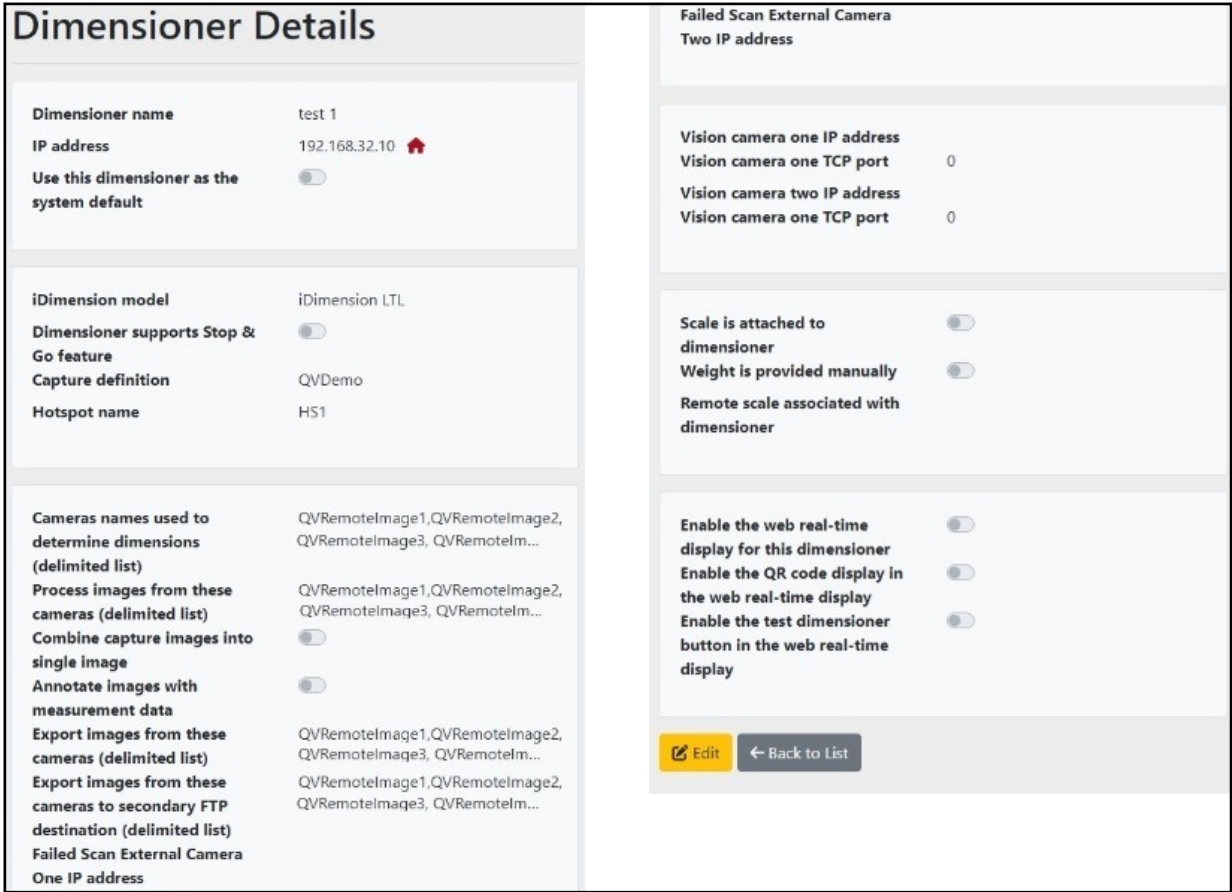 Dimensioner Details
Dimensioner name test 1
IP address 192.168.32.10
Use this dimensioner as the
system default
iDimension model iDimension LTL
Dimensioner supports Stop &
Go feature
Capture definition QVDemo
Hotspot name HS1
Cameras names used to QVRemoteImage1,QVRemoteImage2,
determine dimensions QVRemoteImage3, QVRemoteIm...
(delimited list)
Process images from these QVRemoteImage1,QVRemoteImage2,
cameras (delimited list) QVRemoteImage3, QVRemoteIm...
Combine capture images into
single image
Annotate images with
measurement data
Export images from these QVRemoteImage1,QVRemoteImage2,
cameras (delimited list) QVRemoteImage3, QVRemoteIm...
Export images from these QVRemoteImage1,QVRemoteImage2,
cameras to secondary FTP QVRemoteImage3, QVRemoteIm...
destination (delimited list)
Failed Scan External Camera
One IP address
Failed Scan External Camera
Two IP address
Vision camera one IP address
Vision camera one TCP port 0
Vision camera two IP address
Vision camera one TCP port 0
Scale is attached to
dimensioner
Weight is provided manually
Remote scale associated with
dimensioner
Enable the web real-time
display for this dimensioner
Enable the QR code display in
the web real-time display
Enable the test dimensioner
button in the web real-time
display
Edit
Back to List